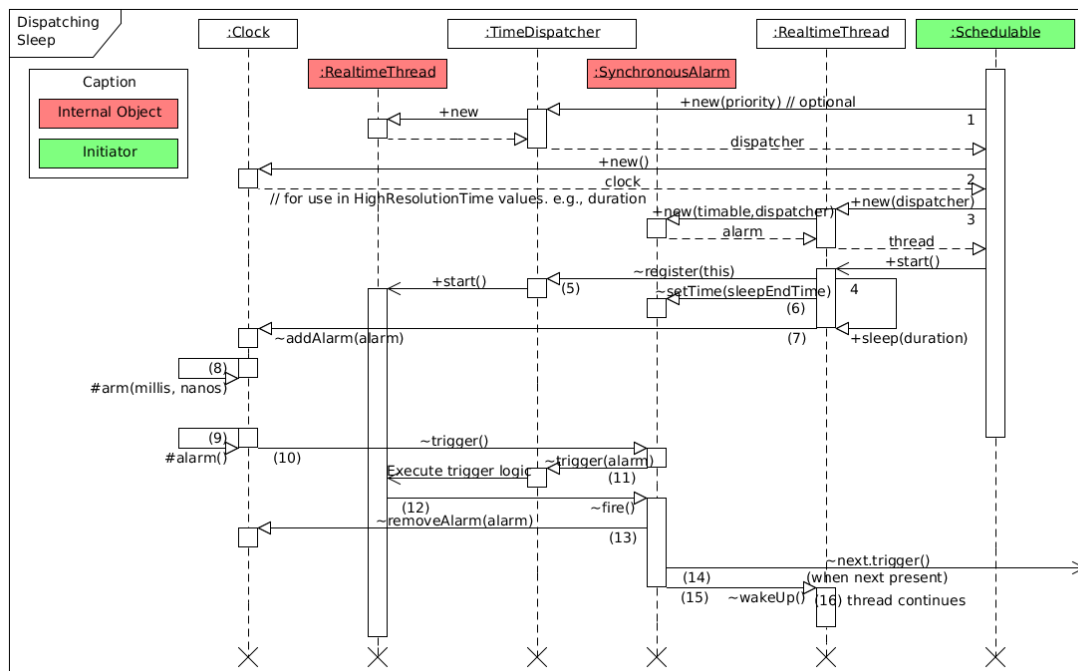 Dispatching
Sleep
:Clock
:TimeDispatcher
:RealtimeThread
:Schedulable
Caption
Internal Object
Initiator
:RealtimeThread
:SynchronousAlarm
+new
+new(priority) // optional
1
dispatcher
+new()
2
clock
// for use in HighResolutionTime values. e.g., duration
+new(dispatcher)
+new(timable,dispatcher)
3
alarm
thread
+start()
~register(this)
+start()
(5)
4
~setTime(sleepEndTime)
(6)
~addAlarm(alarm)
(7)
+sleep(duration)
(8)
#arm(millis, nanos)
(9)
~trigger()
#alarm()
(10)
~trigger(alarm)
Execute trigger logic
(11)
(12)
~fire()
~removeAlarm(alarm)
(13)
~next.trigger()
(14)
(when next present)
(15)
~wakeUp()
(16) thread continues